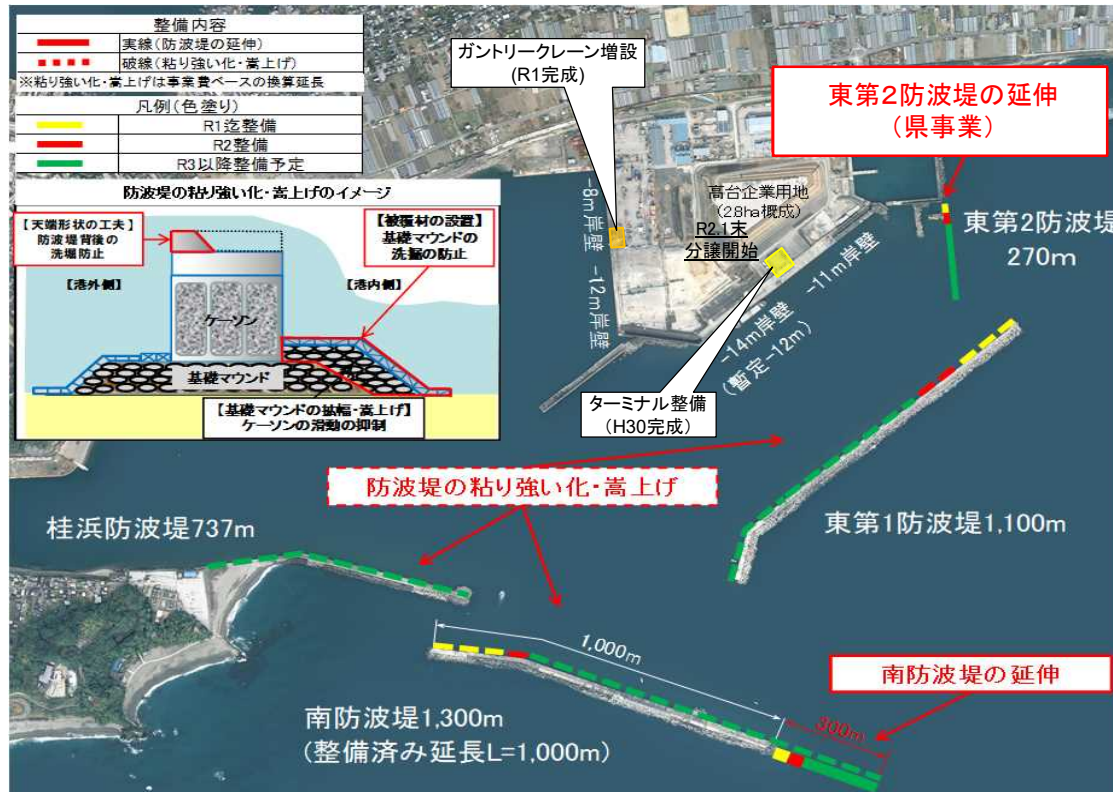 整備内容
実線(防波堤の延伸)
破線(粘り強い化・嵩上げ)
※粘り強い化・嵩上げは事業費ベースの換算延長
凡例(色塗り)
R1迄整備
R2整備
R3以降整備予定
防波堤の粘り強い化・嵩上げのイメージ
【天端形状の工夫】
防波堤背後の
洗堀防止
【被覆材の設置】
基礎マウンドの
洗掘の防止
【港外側】
【港内側】
ケーソン
基礎マウンド
【基礎マウンドの拡幅・嵩上げ】
ケーソンの滑動の抑制
ガントリークレーン増設
(R1完成)
東第2防波堤の延伸
(県事業)
高台企業用地
(28ha概成)
R2.1末
分譲開始
-8m岸壁
-12m岸壁
-11m岸壁
-14m岸壁
(暫定-12m)
東第2防波堤
270m
ターミナル整備
(H30完成)
防波堤の粘り強い化・嵩上げ
東第1防波堤1,100m
桂浜防波堤737m
1,000m
南防波堤の延伸
300m
南防波堤1,300m
(整備済み延長L=1,000m)